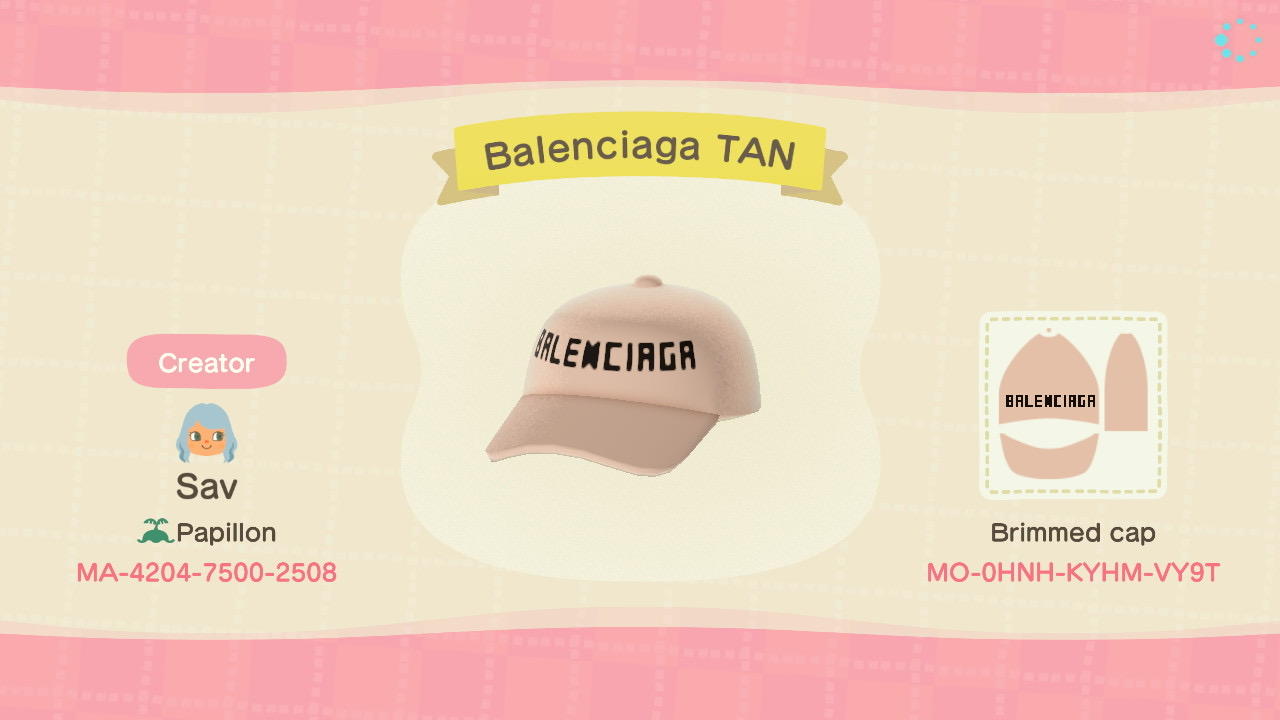 Balenciaga TAN
BALENCIAGA
Creator
Sav
Papillon
MA-4204-7500-2508
BALENCIAGA
Brimmed cap
MO-0HNH-KYHM-VY9T